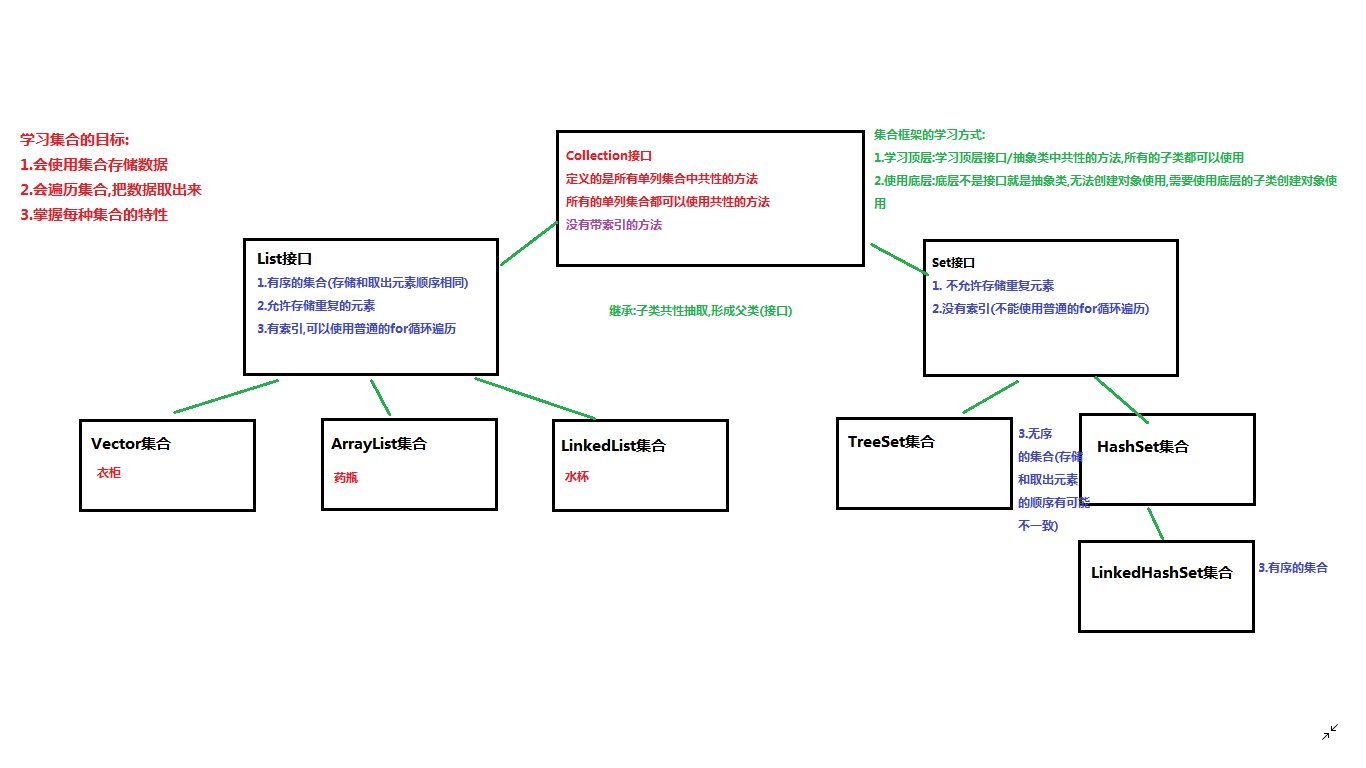 学习集合的目标:
1.会使用集合存储数据
2.会遍历集合,把数据取出来
3.掌握每种集合的特性
Collection接口
定义的是所有单列集合中共性的方法
所有的单列集合都可以使用共性的方法
没有带索引的方法
集合框架的学习方式:
1.学习顶层:学习顶层接口/抽象类中共性的方法,所有的子类都可以使用
2.使用底层:底层不是接口就是抽象类,无法创建对象使用,需要使用底层的子类创建对象使
用
List接口
1.有序的集合(存储和取出元素顺序相同)
2.允许存储重复的元素
3.有索引,可以使用普通的for循环遍历
继承:子类共性抽取,形成父类(接口)
Set接口
1. 不允许存储重复元素
2.没有索引(不能使用普通的for循环遍历)
Vector集合
衣柜
ArrayList集合
药瓶
LinkedList集合
水杯
TreeSet集合
3.无序
的集合(存储
和取出元素
的顺序有可能
不一致)
HashSet集合
LinkedHashSet集合
3.有序的集合